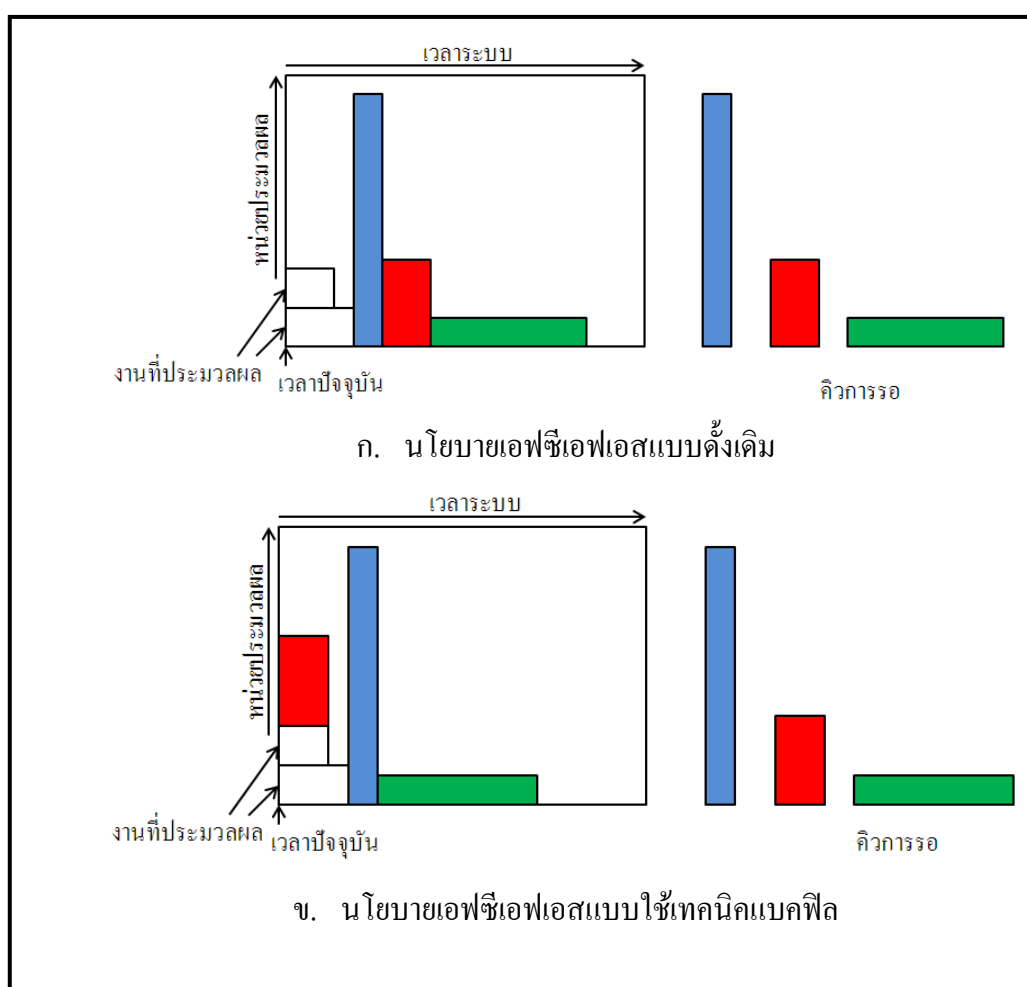 เวลาระบบ
หน่วยประมวลผล
งานที่ประมวลผล
เวลาปัจจุบัน
คิวการรอ
ก. นโยบายเอฟซีเอฟเอสแบบดั้งเดิม
เวลาระบบ
หน่วยประมวลผล
งานที่ประมวลผล
เวลาปัจจุบัน
คิวการรอ
ข. นโยบายเอฟซีเอฟเอสแบบใช้เทคนิคแบคฟิล